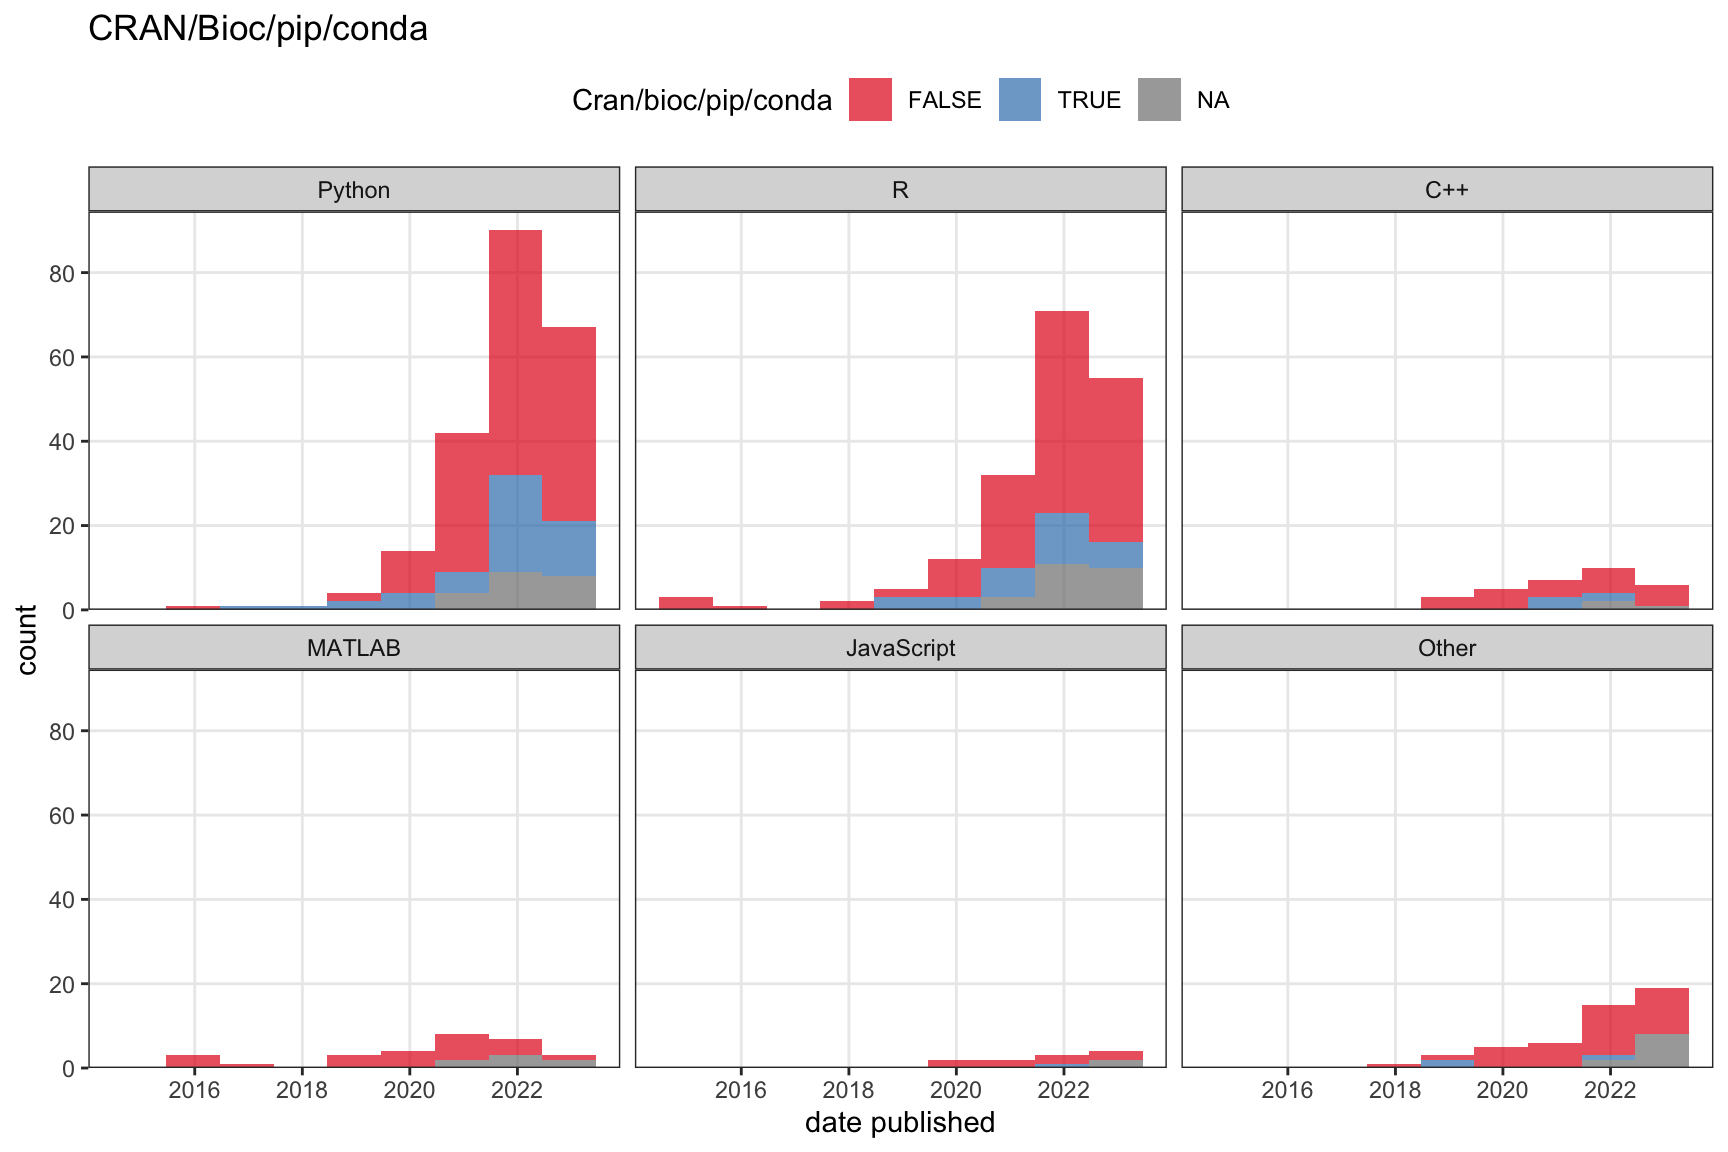 CRAN/Bioc/pip/conda
Cran/bioc/pip/conda FALSE TRUE NA
Python R C++
80
60
40
20
0
count
MATLAB JavaScript Other
80
60
40
20
0
2016 2018 2020 2022 2016 2018 2020 2022 2016 2018 2020 2022
date published